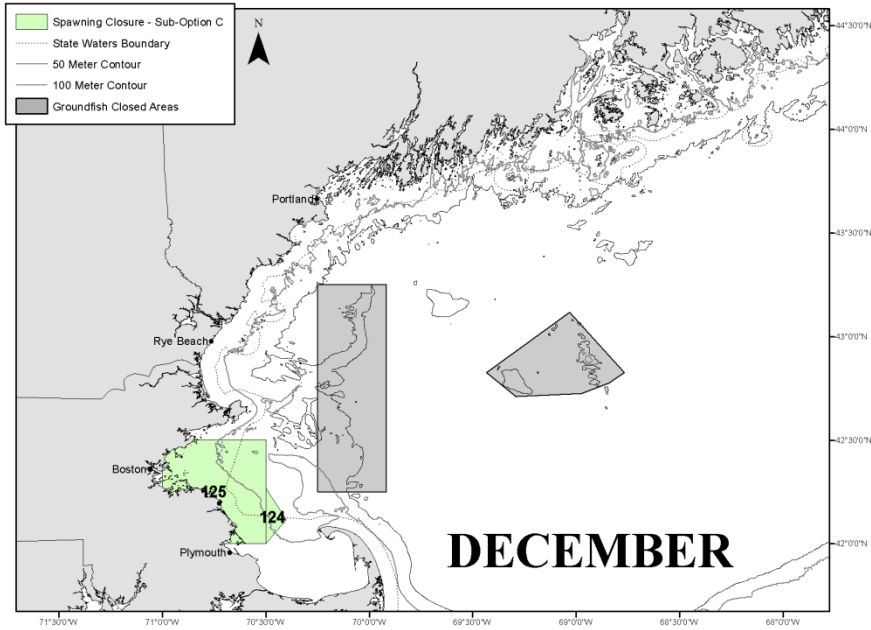 Spawning Closure - Sub-Option C
State Waters Boundary
50 Meter Contour
100 Meter Contour
Groundfish Closed Areas
N
44°30'0"N
44°0'0"N
Portland
43°30'0"N
Rye Beach
43°0'0"N
42°30'0"N
Boston
125
124
Plymouth
42°0'0"N
DECEMBER
71°30'0"W
71°0'0"W
70°30'0"W
70°0'0"W
69°30'0"W
69°0'0"W
68°30'0"W
68°0'0"W